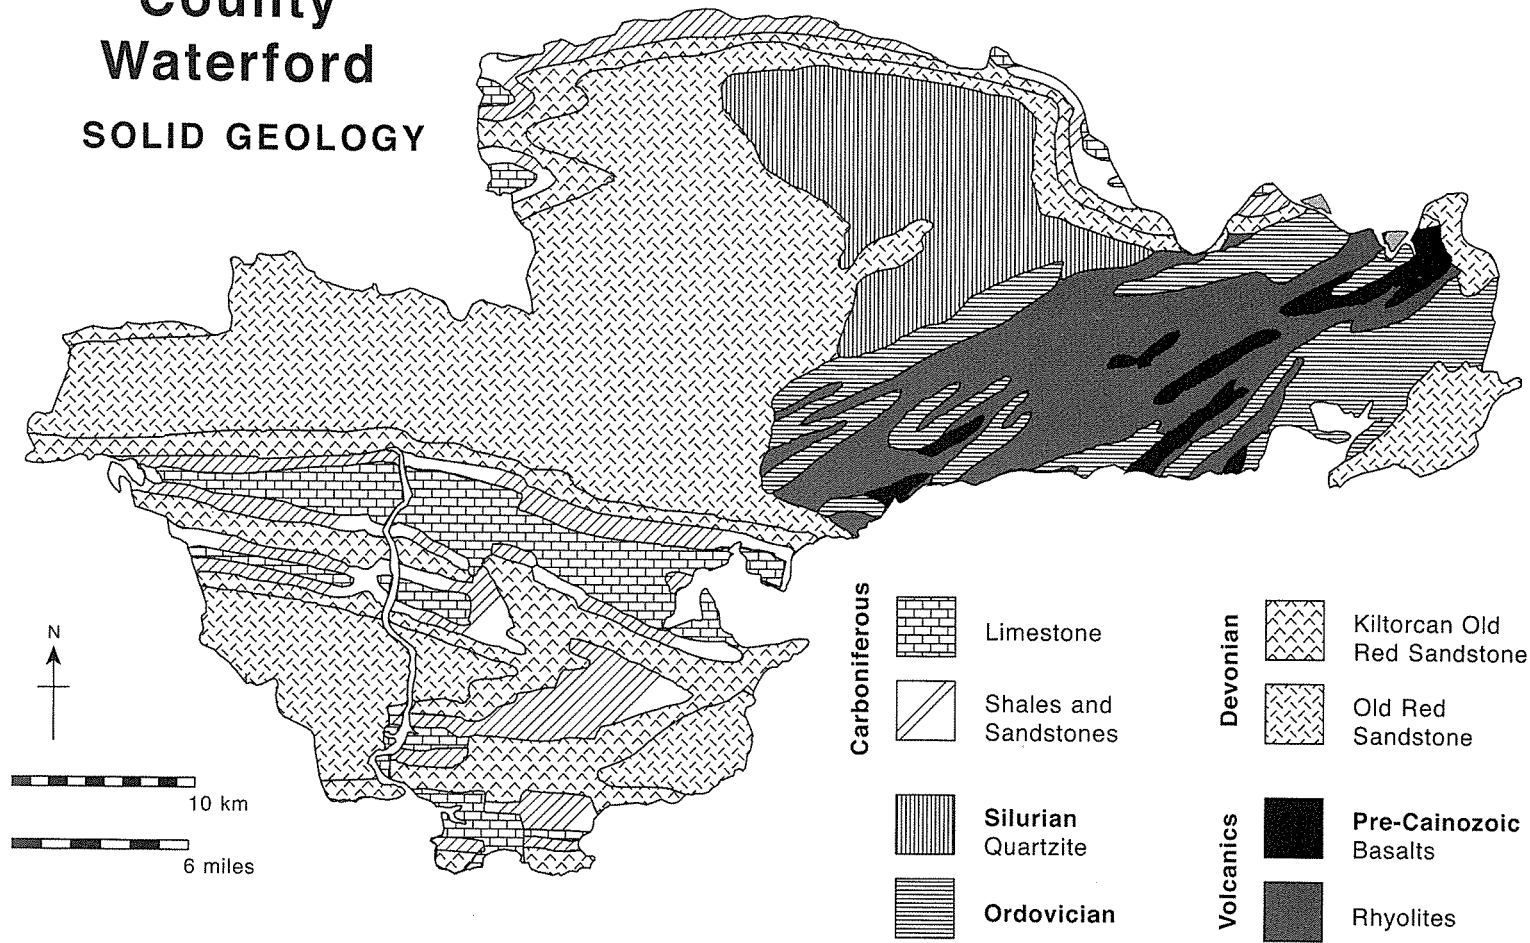 County
Waterford
SOLID GEOLOGY
N
10 km
6 miles
Carboniferous
Limestone
Shales and
Sandstones
Silurian
Quartzite
Ordovician
Devonian
Kiltorcan Old
Red Sandstone
Old Red
Sandstone
Volcanics
Pre-Cainozoic
Basalts
Rhyolites